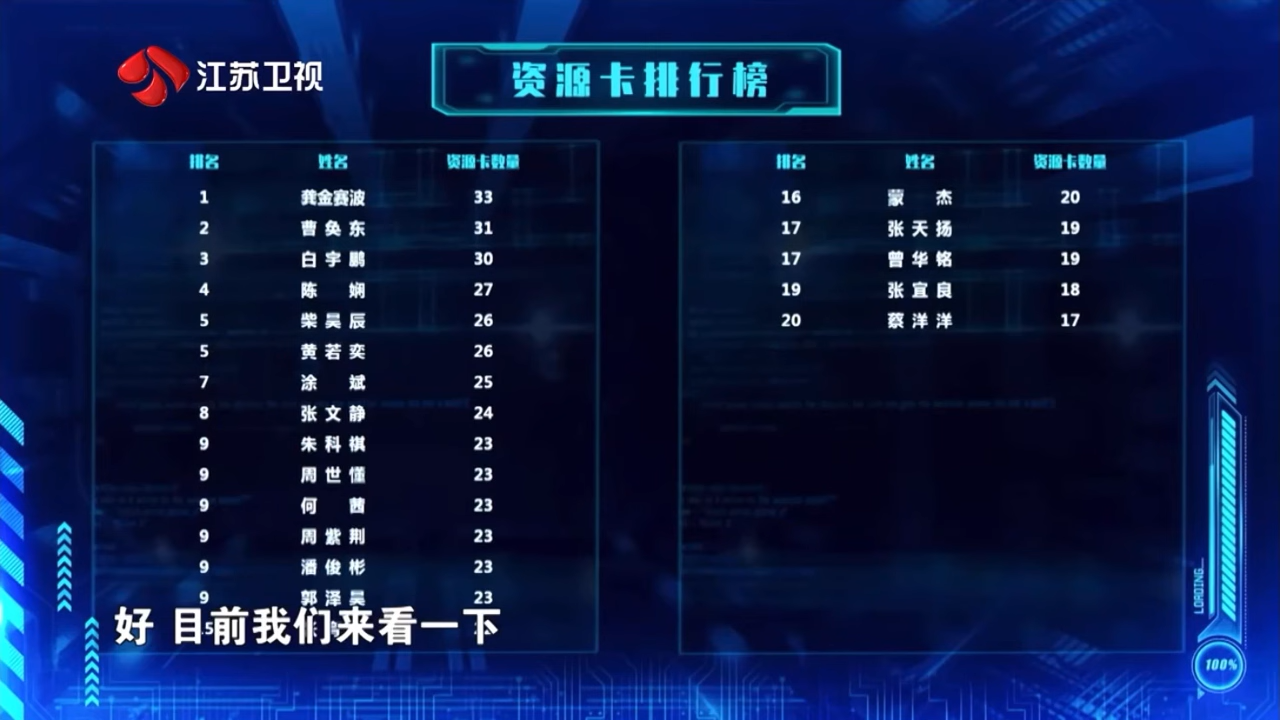 江苏卫视
资源卡排行榜
排名 姓名 资源卡数量
1 龚金赛波 33
2 曹奂东 31
3 白宇鹏 30
4 陈娴 27
5 柴昊辰 26
5 黄若奕 26
7 涂斌 25
8 张文静 24
9 朱科祺 23
9 周世懂 23
9 何茜 23
9 周紫荆 23
9 潘俊彬 23
9 郭泽昊 23
排名 姓名 资源卡数量
16 蒙杰 20
17 张天扬 19
17 曾华铭 19
19 张宜良 18
20 蔡洋洋 17
好 目前我们来看一下
LOADING...
100%